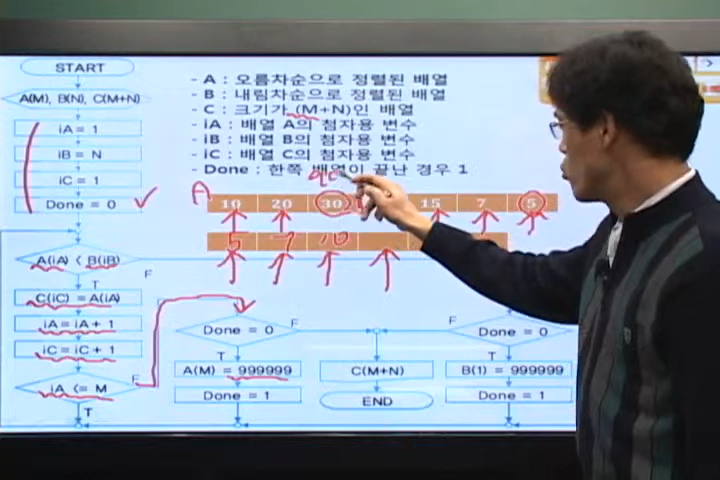 START
A(M), B(N), C(M+N)
iA = 1
iB = N
iC = 1
Done = 0
A(iA) < B(iB)
F
T
C(iC) = A(iA)
iA = iA + 1
iC = iC + 1
iA <= M
F
T
- A : 오름차순으로 정렬된 배열
- B : 내림차순으로 정렬된 배열
- C : 크기가 (M+N)인 배열
- iA : 배열 A의 첨자용 변수
- iB : 배열 B의 첨자용 변수
- iC : 배열 C의 첨자용 변수
- Done : 한쪽 배열이 끝난 경우 1
A 10 20 30 15 7 5
5 7 10
Done = 0
F
T
A(M) = 999999
Done = 1
C(M+N)
END
Done = 0
F
T
B(1) = 999999
Done = 1